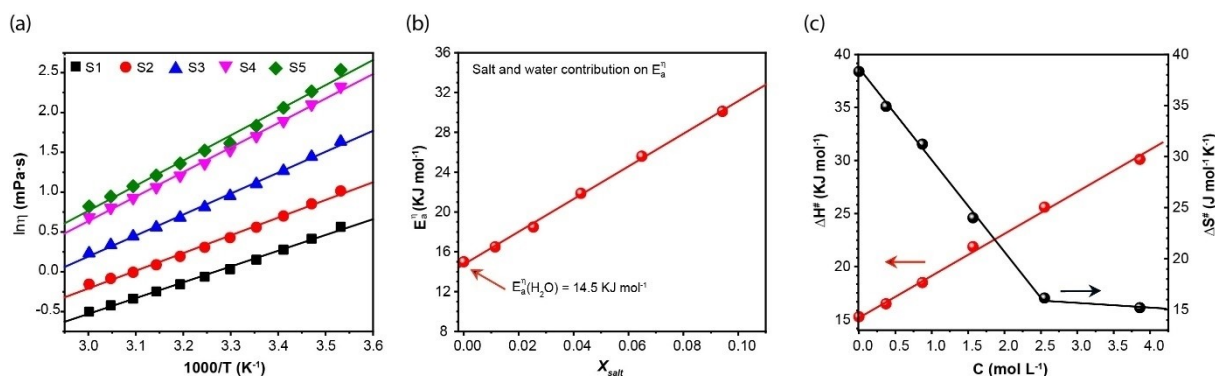 (a)
S1 S2 S3 S4 S5
2.5
2.0
1.5
1.0
0.5
0.0
-0.5
lnη (mPa·s)
3.0 3.1 3.2 3.3 3.4 3.5 3.6
1000/T (K⁻¹)
(b)
Salt and water contribution on Eₐ^η
36
32
28
24
20
16
12
Eₐ^η (KJ mol⁻¹)
Eₐ^η(H₂O) = 14.5 KJ mol⁻¹
0.00 0.02 0.04 0.06 0.08 0.10
X_salt
(c)
40
35
30
25
20
15
ΔH# (KJ mol⁻¹)
40
35
30
25
20
15
ΔS# (J mol⁻¹ K⁻¹)
0.0 0.5 1.0 1.5 2.0 2.5 3.0 3.5 4.0
C (mol L⁻¹)